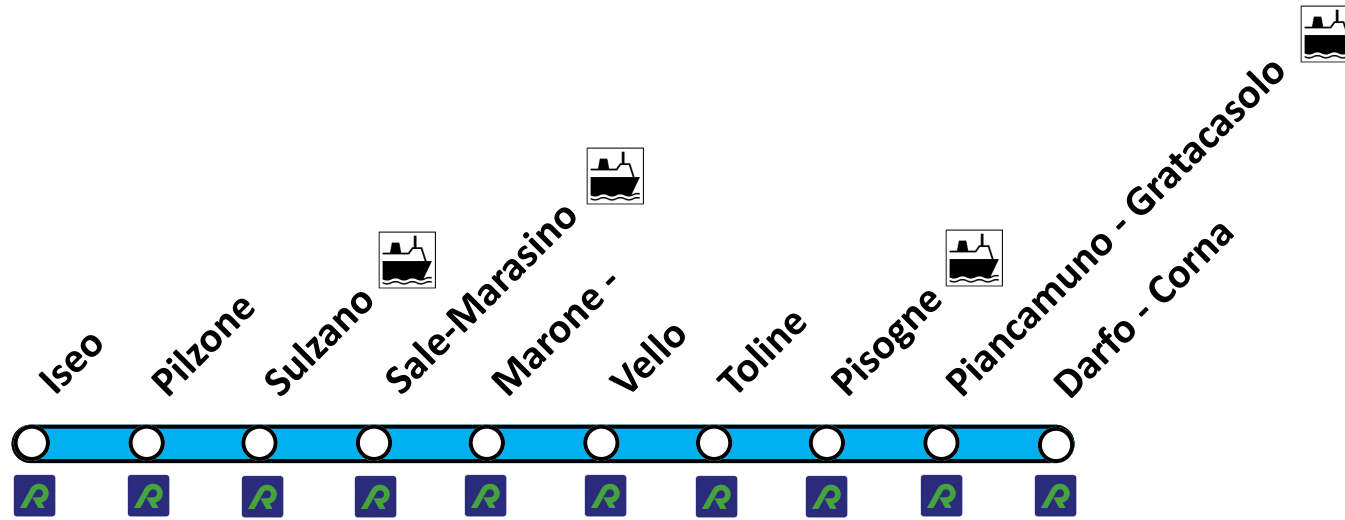 Iseo
Pilzone
Sulzano
Sale-Marasino
Marone -
Vello
Toline
Pisogne
Piancamuno - Gratacasolo
Darfo - Corna
R
R
R
R
R
R
R
R
R
R